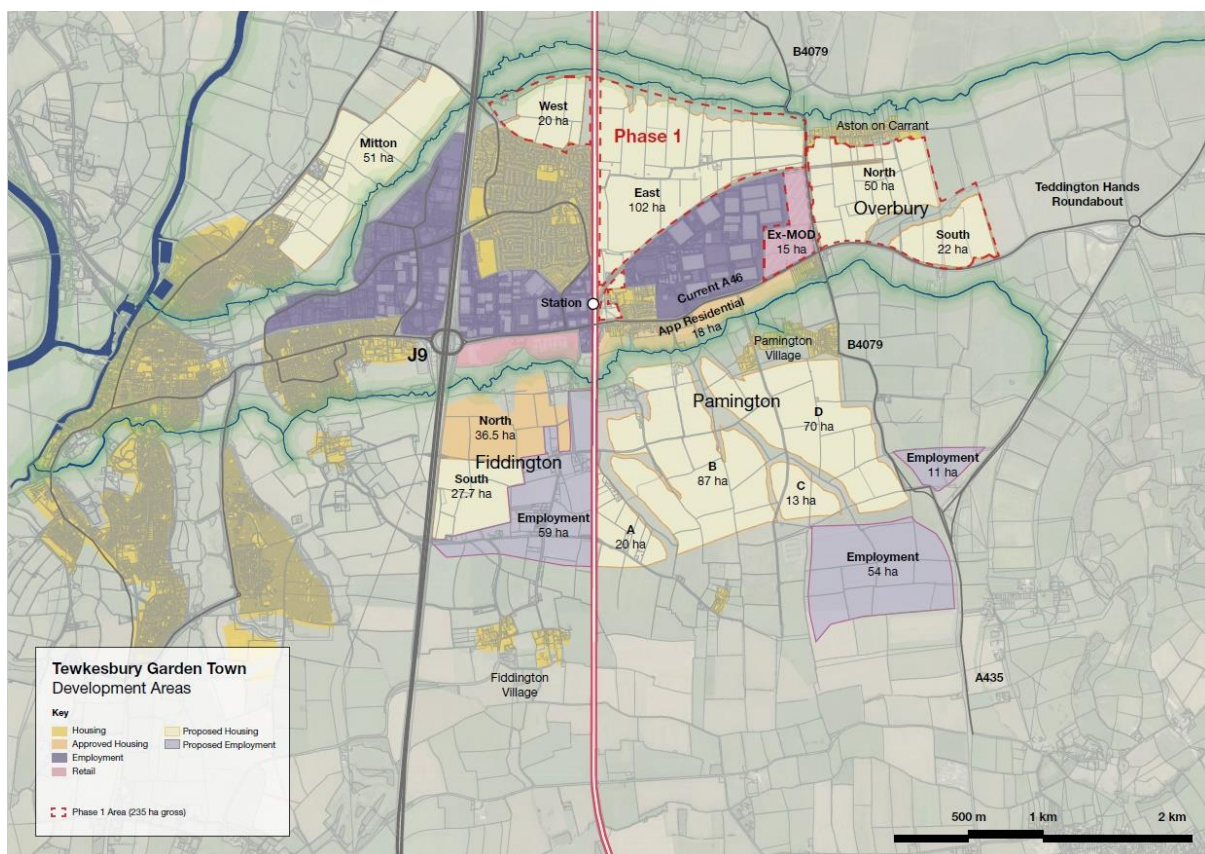 B4079
West
20 ha
Phase 1
Aston on Carrant
Mitton
51 ha
North
50 ha
Overbury
East
102 ha
Teddington Hands
Roundabout
Ex-MOD
15 ha
South
22 ha
Station
Current A46
App Residential
18 ha
J9
Pamington
Village
B4079
Pamington
North
36.5 ha
D
70 ha
Fiddington
South
27.7 ha
B
87 ha
C
13 ha
Employment
11 ha
Employment
59 ha
A
20 ha
Employment
54 ha
Fiddington
Village
A435
Tewkesbury Garden Town
Development Areas
Key
Housing
Approved Housing
Employment
Retail
Proposed Housing
Proposed Employment
Phase 1 Area (235 ha gross)
500 m 1 km 2 km